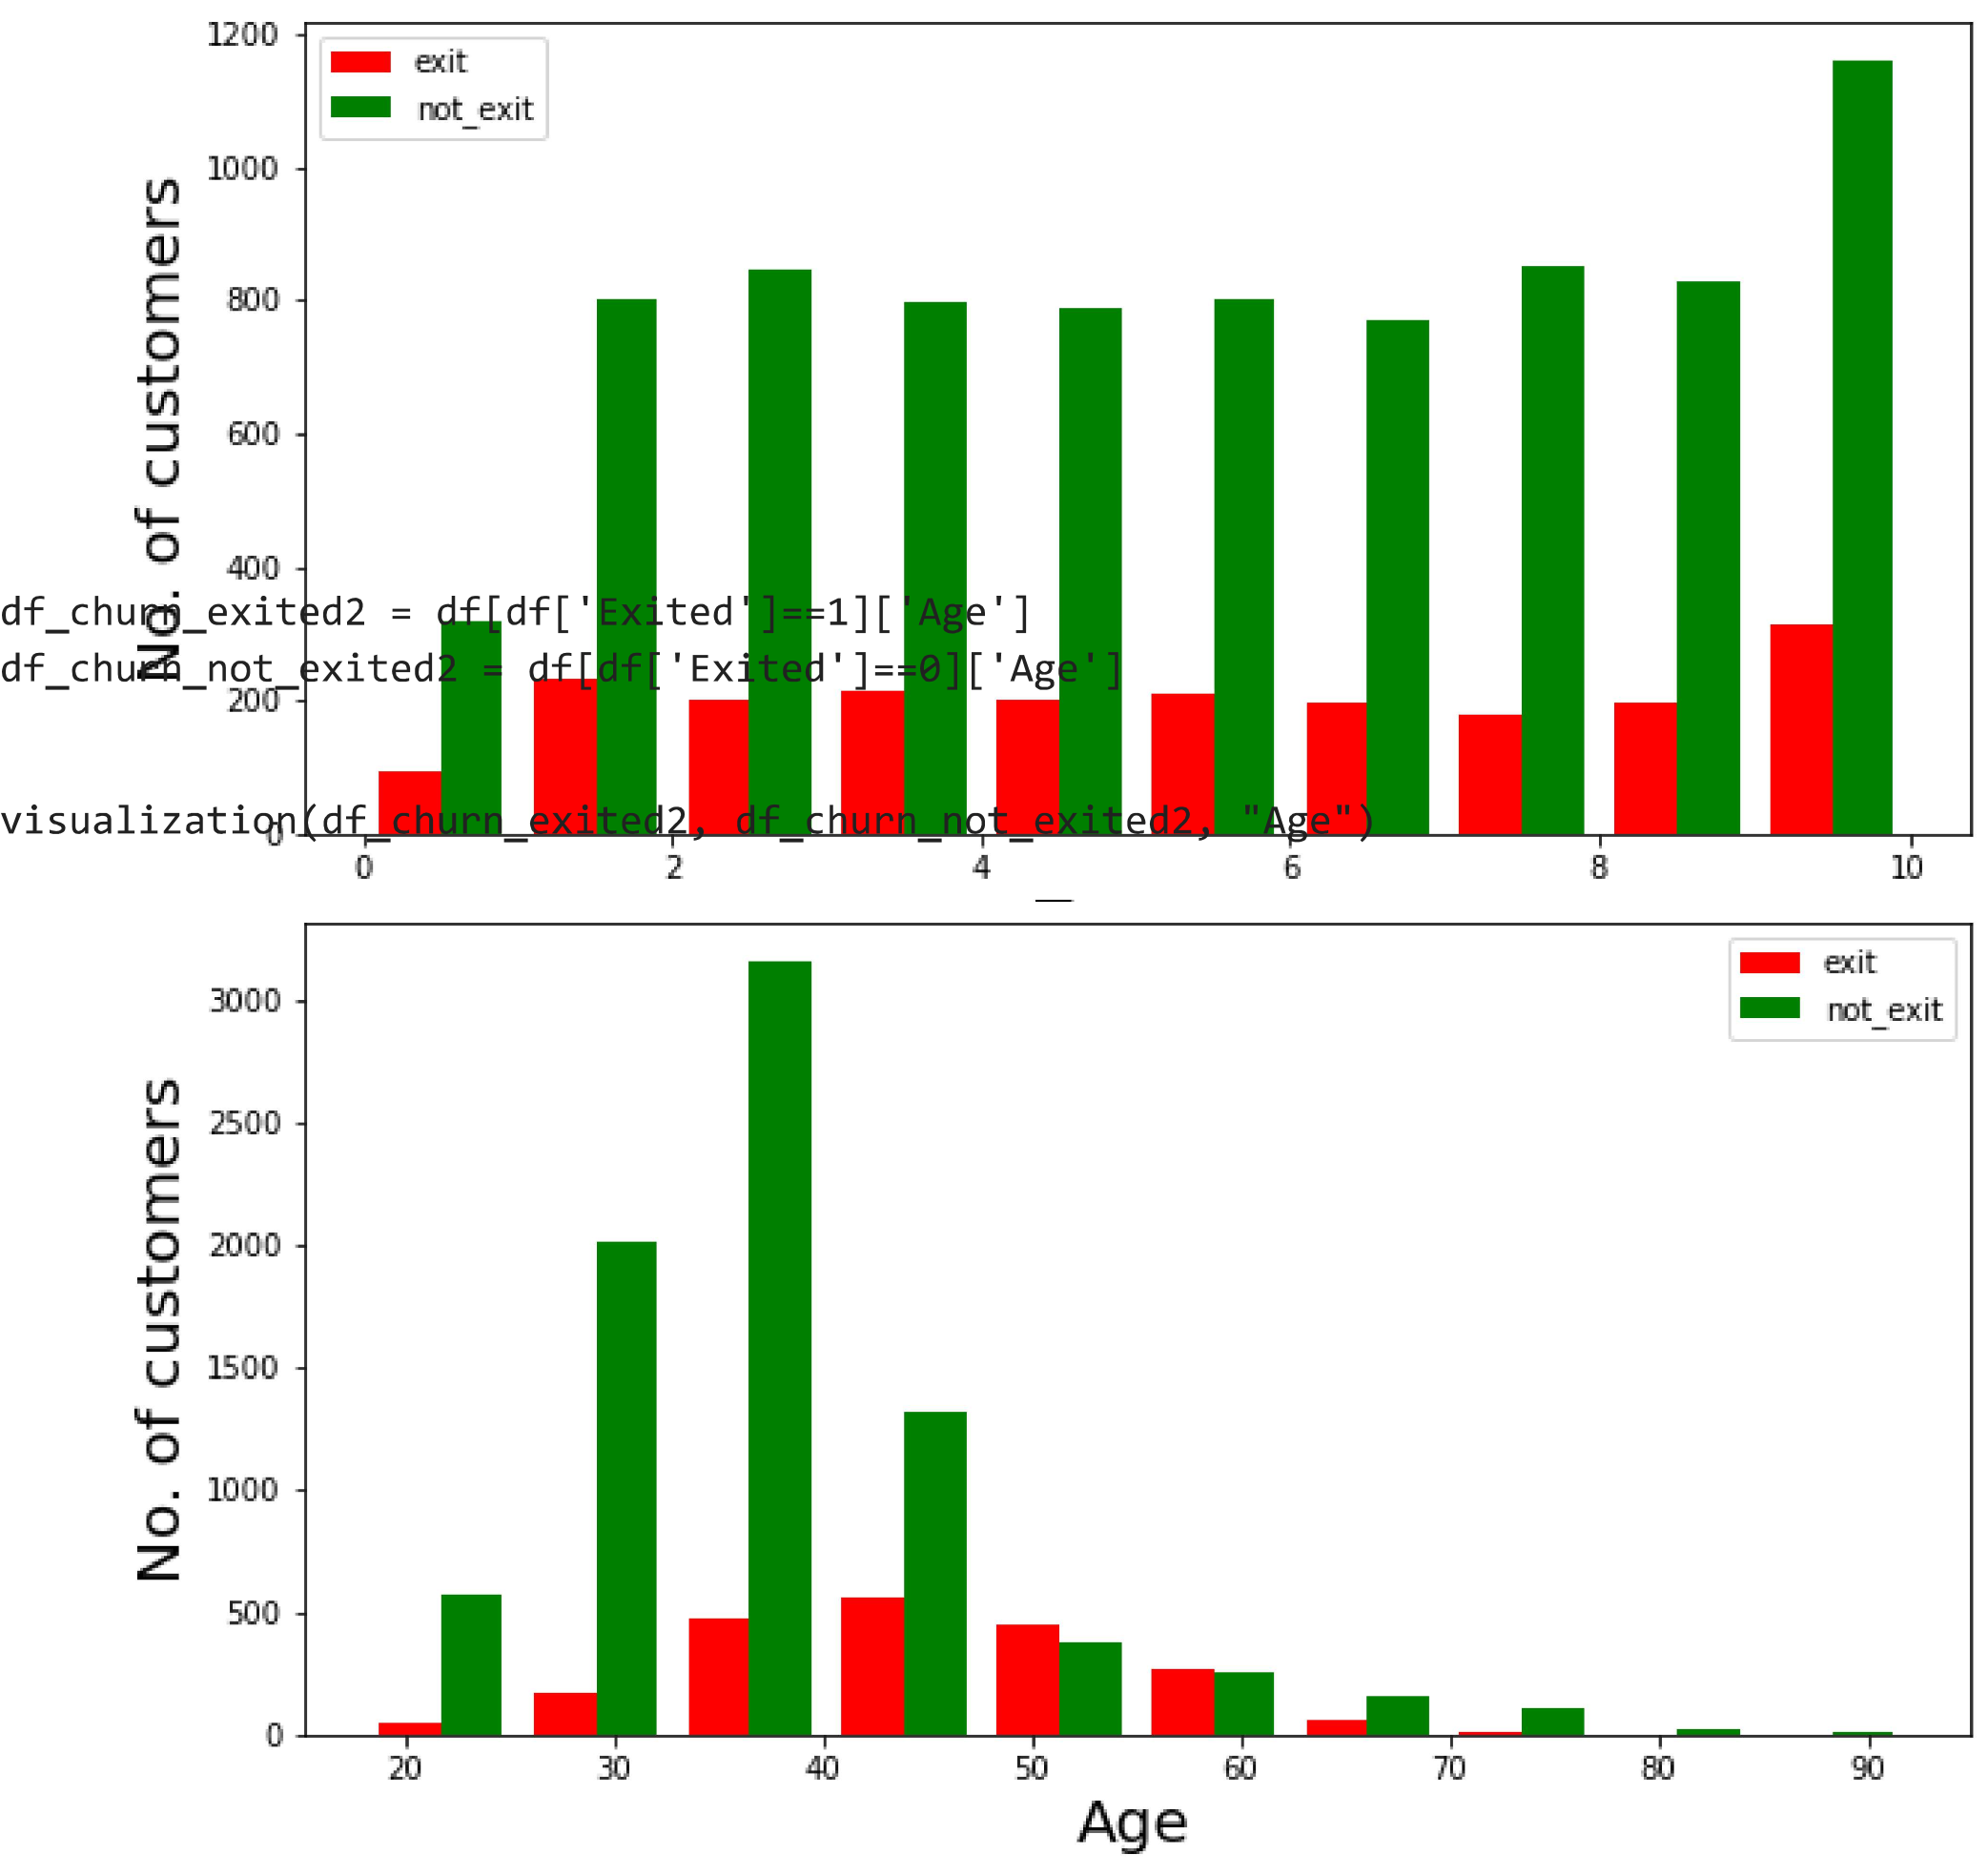 1200
exit
not_exit
1000
No. of customers
800
600
400
df_churn_exited2 = df[df['Exited']==1]['Age']
df_churn_not_exited2 = df[df['Exited']==0]['Age']
200
visualization(df_churn_exited2, df_churn_not_exited2, "Age")
0
0 2 4 6 8 10
exit
not_exit
3000
2500
No. of customers
2000
1500
1000
500
0
20 30 40 50 60 70 80 90
Age